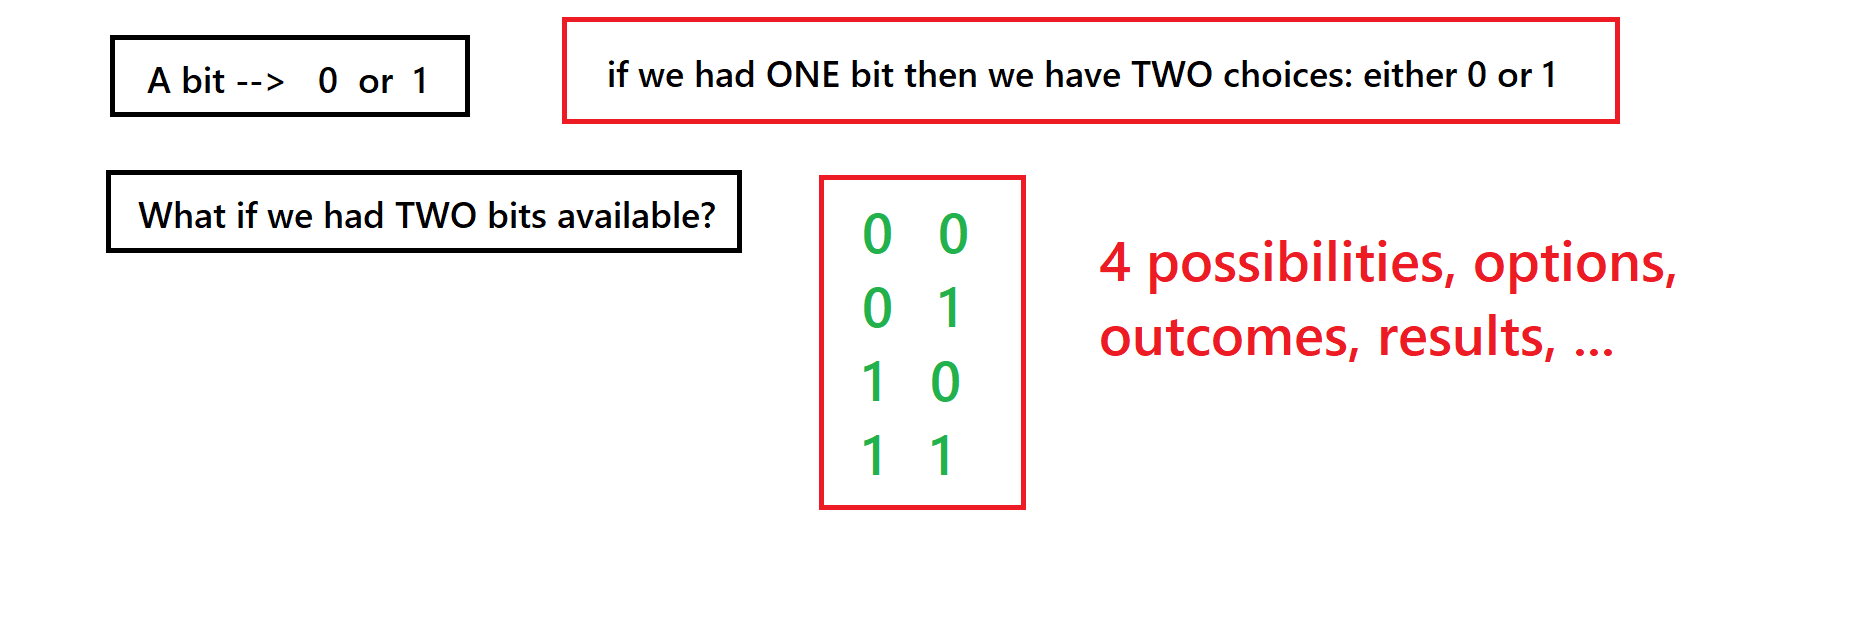 A bit --> 0 or 1
if we had ONE bit then we have TWO choices: either 0 or 1
What if we had TWO bits available?
0 0
0 1
1 0
1 1
4 possibilities, options,
outcomes, results, ...